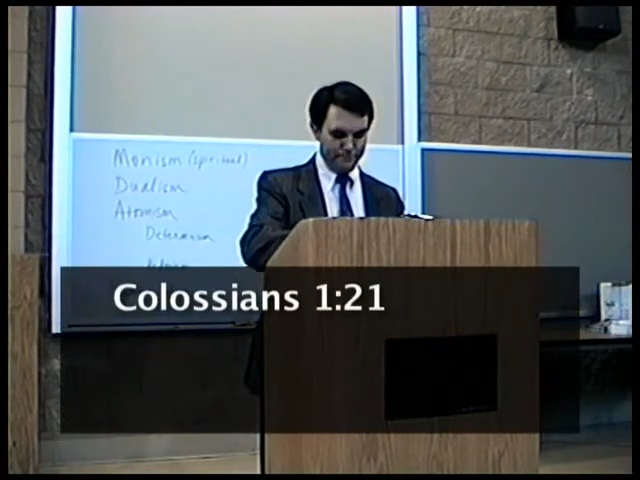 Monism (spiritual)
Dualism
Atomism
Determinism
Colossians 1:21